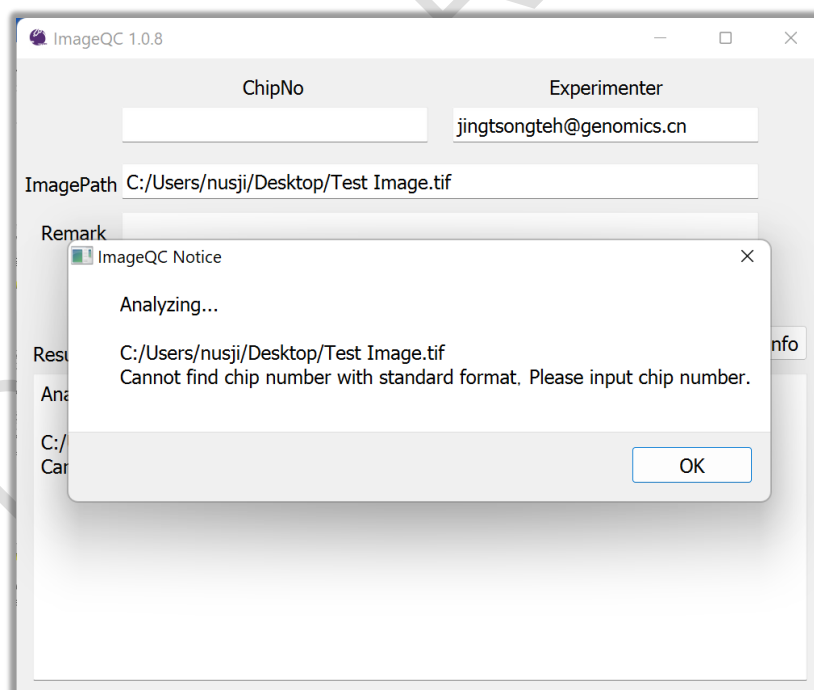 ImageQC 1.0.8
ChipNo
Experimenter
jingtsongteh@genomics.cn
ImagePath
C:/Users/nusji/Desktop/Test Image.tif
Remark
ImageQC Notice
Analyzing...
C:/Users/nusji/Desktop/Test Image.tif
Cannot find chip number with standard format, Please input chip number.
OK
Resu
nfo
Ana
C:/
Can